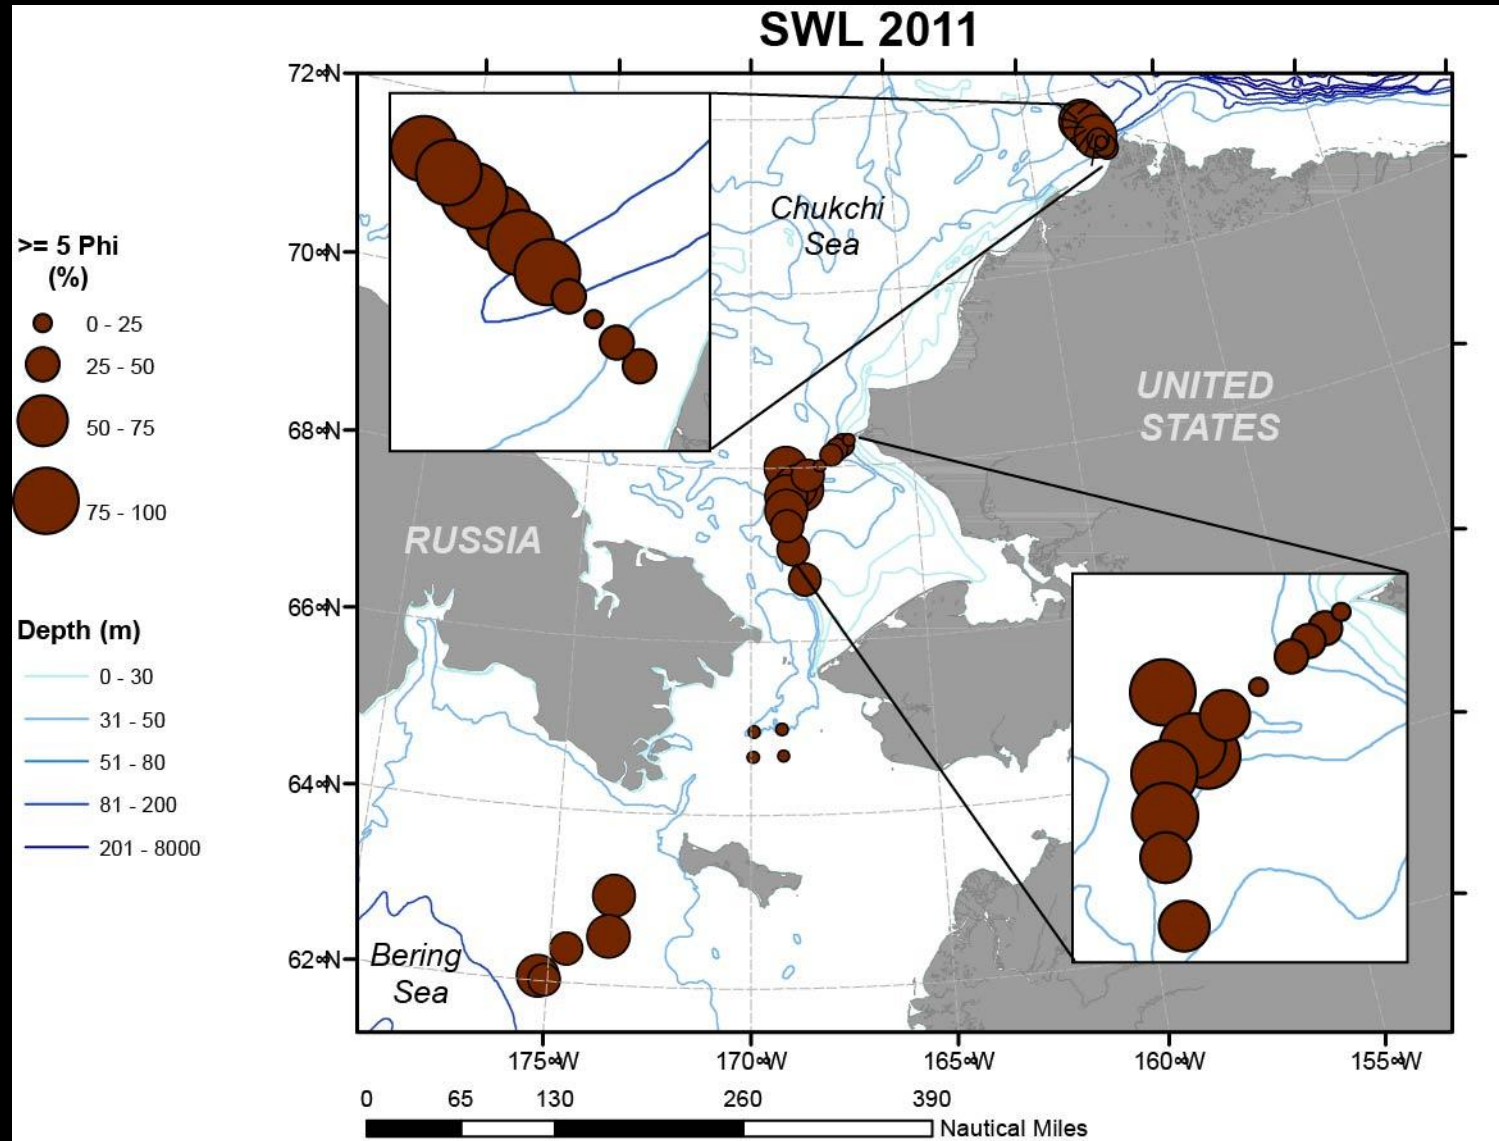 SWL 2011
72°N
70°N
68°N
66°N
64°N
62°N
Chukchi
Sea
UNITED
STATES
RUSSIA
Bering
Sea
>= 5 Phi
(%)
0 - 25
25 - 50
50 - 75
75 - 100
Depth (m)
0 - 30
31 - 50
51 - 80
81 - 200
201 - 8000
175°W
170°W
165°W
160°W
155°W
0 65 130 260 390
Nautical Miles